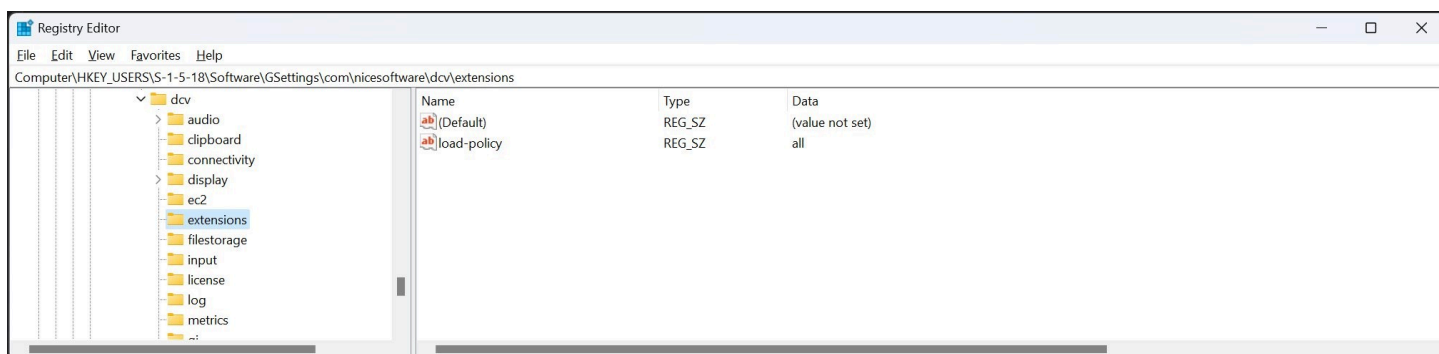 Registry Editor
File Edit View Favorites Help
Computer\HKEY_USERS\S-1-5-18\Software\GSettings\com\nicesoftware\dcv\extensions
dcv
audio
clipboard
connectivity
display
ec2
extensions
filestorage
input
license
log
metrics
Name Type Data
(Default) REG_SZ (value not set)
load-policy REG_SZ all